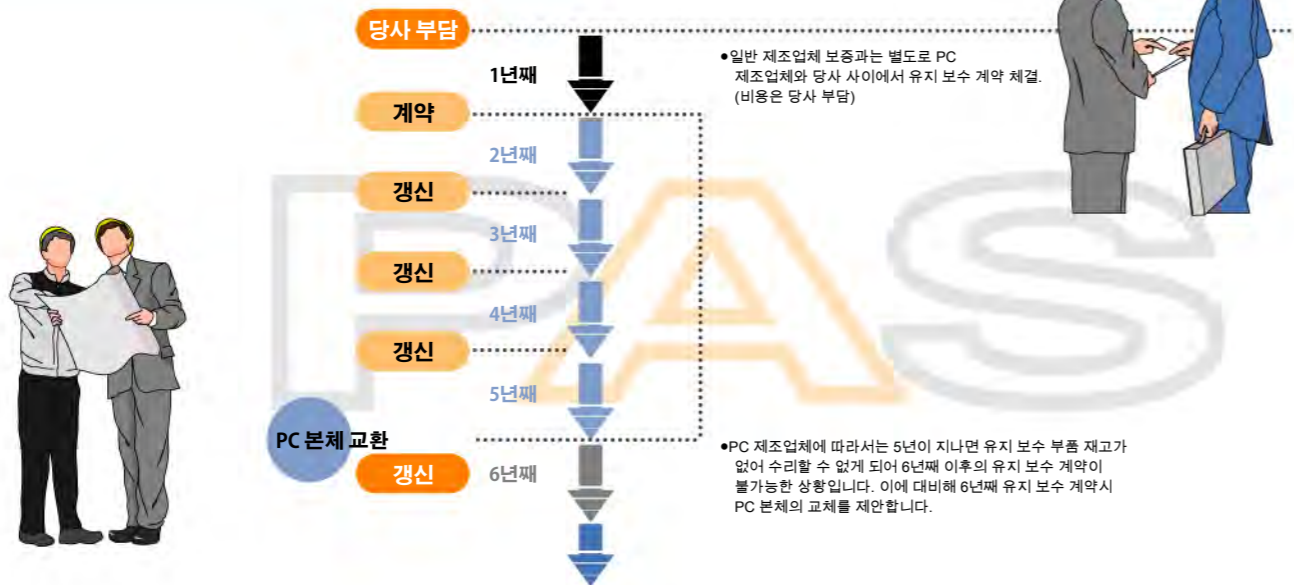 당사 부담
1년째
●일반 제조업체 보증과는 별도로 PC
제조업체와 당사 사이에서 유지 보수 계약 체결.
(비용은 당사 부담)
계약
2년째
갱신
3년째
갱신
4년째
갱신
5년째
PC 본체 교환
갱신
6년째
●PC 제조업체에 따라서는 5년이 지나면 유지 보수 부품 재고가
없어 수리할 수 없게 되어 6년째 이후의 유지 보수 계약이
불가능한 상황입니다. 이에 대비해 6년째 유지 보수 계약시
PC 본체의 교체를 제안합니다.
PAS